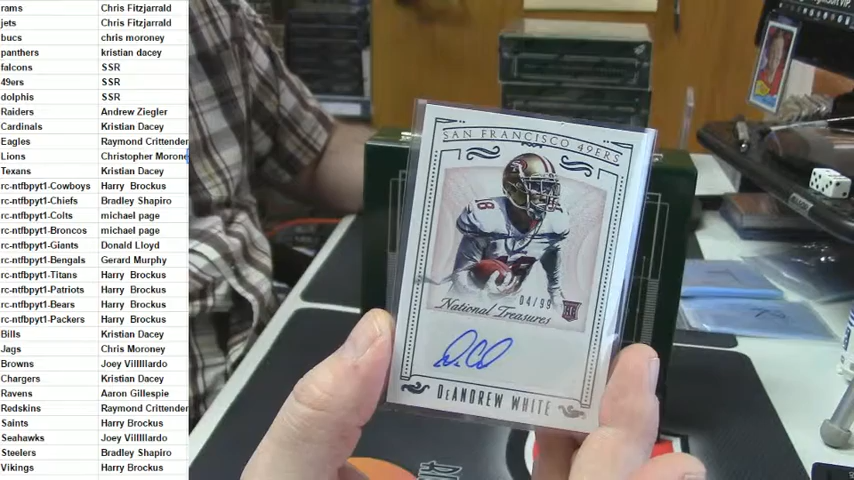 rams Chris Fitzjarrald
jets Chris Fitzjarrald
bucs chris moroney
panthers kristian dacey
falcons SSR
49ers SSR
dolphis SSR
Raiders Andrew Ziegler
Cardinals Kristian Dacey
Eagles Raymond Crittender
Lions Christopher Morone
Texans Kristian Dacey
rc-ntfbpyt1-Cowboys Harry Brockus
rc-ntfbpyt1-Chiefs Bradley Shapiro
rc-ntfbpyt1-Colts michael page
rc-ntfbpyt1-Broncos michael page
rc-ntfbpyt1-Giants Donald Lloyd
rc-ntfbpyt1-Bengals Gerard Murphy
rc-ntfbpyt1-Titans Harry Brockus
rc-ntfbpyt1-Patriots Harry Brockus
rc-ntfbpyt1-Bears Harry Brockus
rc-ntfbpyt1-Packers Harry Brockus
Bills Kristian Dacey
Jags Chris Moroney
Browns Joey Villlllardo
Chargers Kristian Dacey
Ravens Aaron Gillespie
Redskins Raymond Crittender
Saints Harry Brockus
Seahawks Joey Villlllardo
Steelers Bradley Shapiro
Vikings Harry Brockus
SAN FRANCISCO 49ERS
18
04/99
National Treasures
DEANDREW WHITE